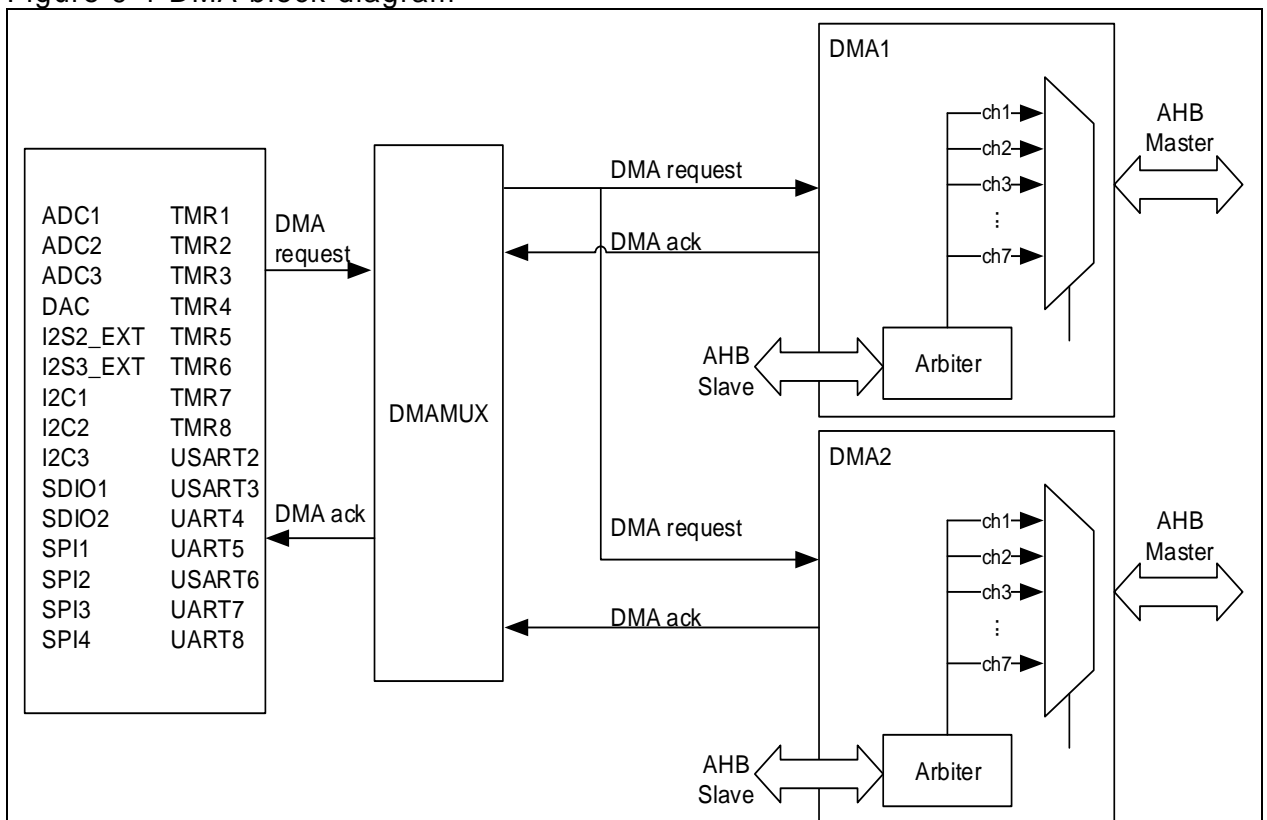 DMA block diagram
ADC1 TMR1
ADC2 TMR2
ADC3 TMR3
DAC TMR4
I2S2_EXT TMR5
I2S3_EXT TMR6
I2C1 TMR7
I2C2 TMR8
I2C3 USART2
SDIO1 USART3
SDIO2 UART4
SPI1 UART5
SPI2 USART6
SPI3 UART7
SPI4 UART8
DMA
request
DMA ack
DMAMUX
DMA request
DMA ack
DMA request
DMA ack
DMA1
ch1
ch2
ch3
⋮
ch7
Arbiter
AHB
Slave
AHB
Master
DMA2
ch1
ch2
ch3
⋮
ch7
Arbiter
AHB
Slave
AHB
Master